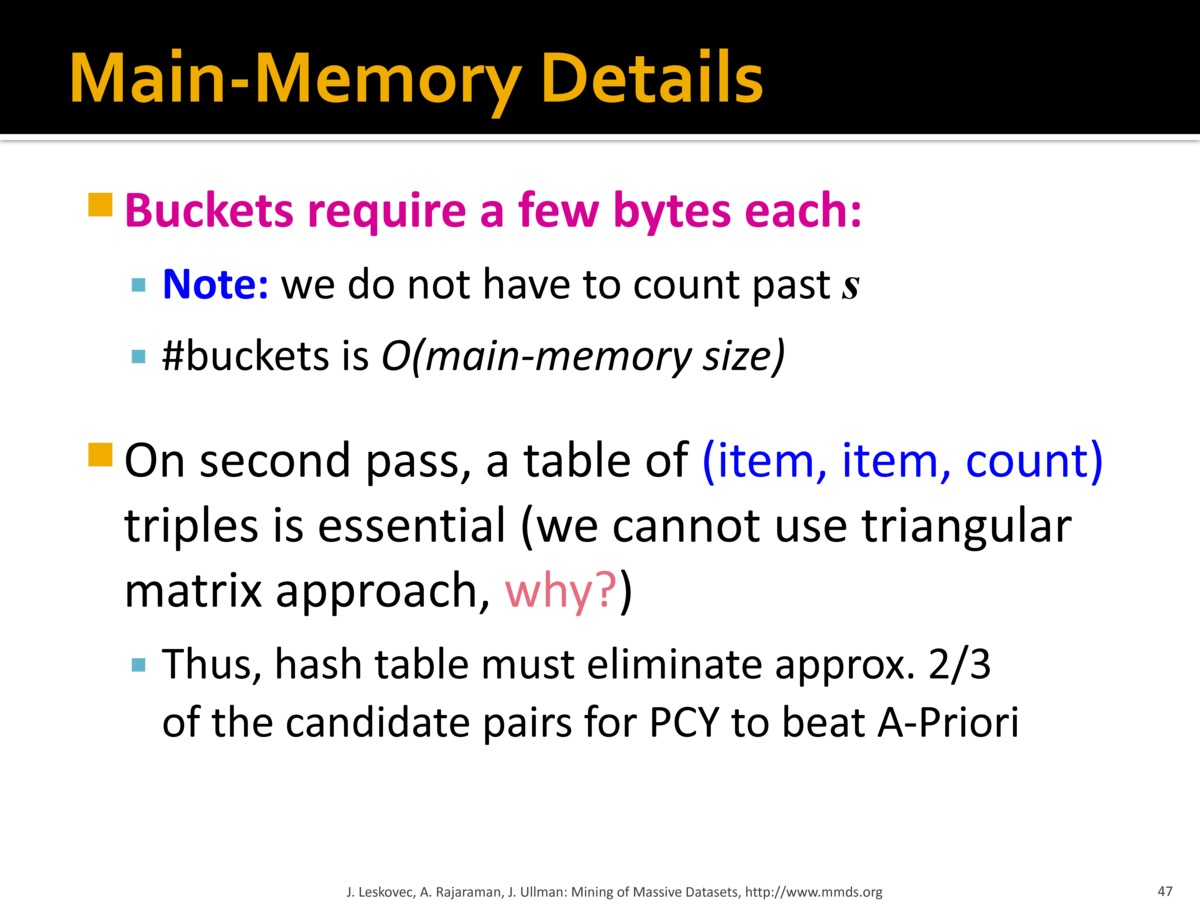 Main-Memory Details
Buckets require a few bytes each:
Note: we do not have to count past s
#buckets is O(main-memory size)
On second pass, a table of (item, item, count)
triples is essential (we cannot use triangular
matrix approach, why?)
Thus, hash table must eliminate approx. 2/3
of the candidate pairs for PCY to beat A-Priori
J. Leskovec, A. Rajaraman, J. Ullman: Mining of Massive Datasets, http://www.mmds.org
47